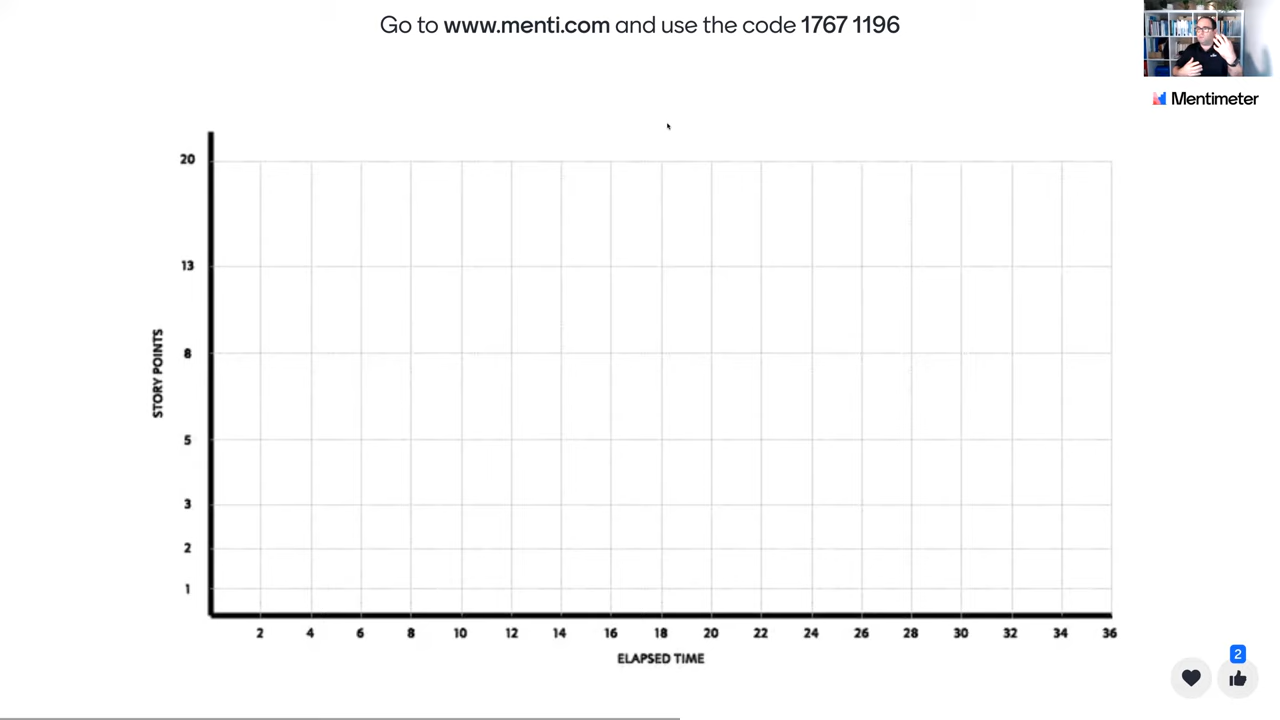 Go to www.menti.com and use the code 1767 1196
Mentimeter
20
13
8
5
3
2
1
STORY POINTS
2 4 6 8 10 12 14 16 18 20 22 24 26 28 30 32 34 36
ELAPSED TIME
2